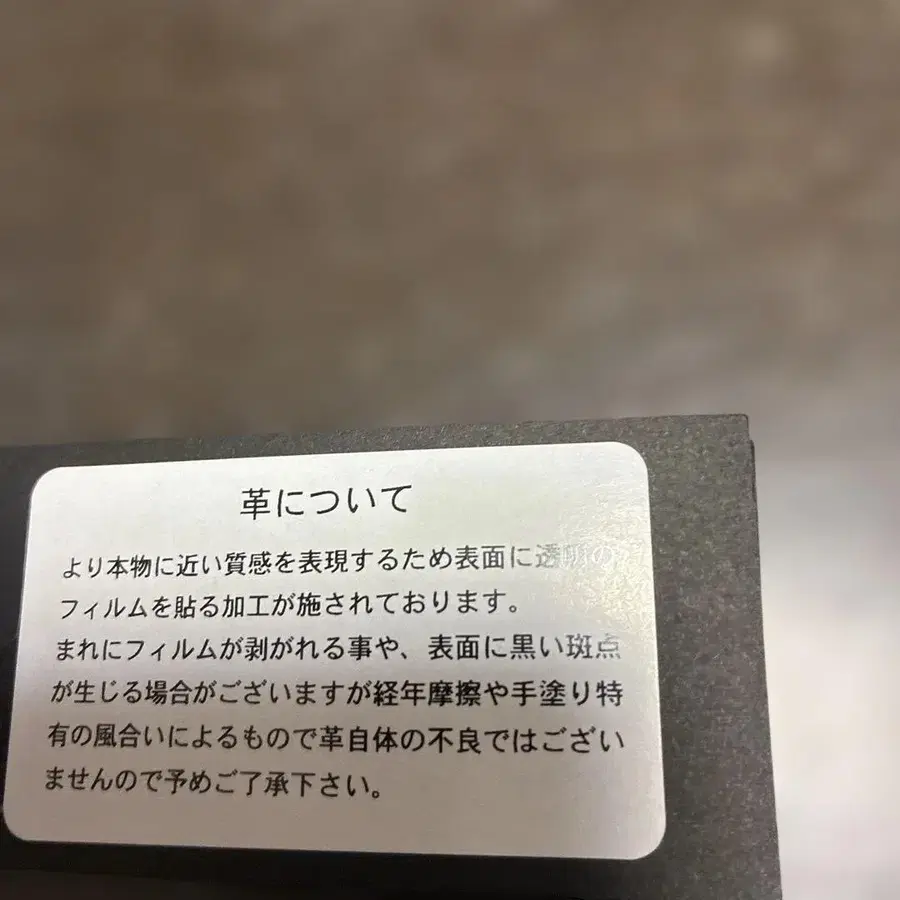 革について
より本物に近い質感を表現するため表面に透明の
フィルムを貼る加工が施されております。
まれにフィルムが剥がれる事や、表面に黒い斑点
が生じる場合がございますが経年摩擦や手塗り特
有の風合いによるもので革自体の不良ではござい
ませんので予めご了承下さい。